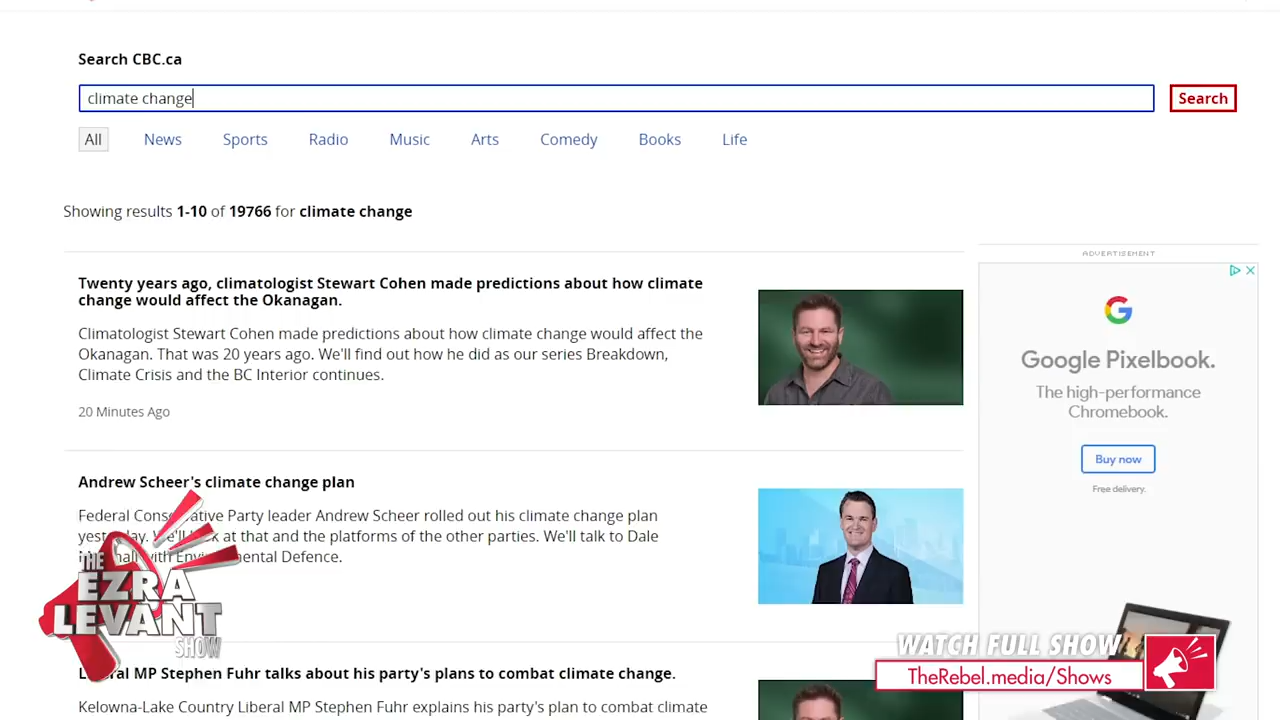 Search CBC.ca
climate change
Search
All News Sports Radio Music Arts Comedy Books Life
Showing results 1-10 of 19766 for climate change
Twenty years ago, climatologist Stewart Cohen made predictions about how climate
change would affect the Okanagan.
Climatologist Stewart Cohen made predictions about how climate change would affect the
Okanagan. That was 20 years ago. We'll find out how he did as our series Breakdown,
Climate Crisis and the BC Interior continues.
20 Minutes Ago
Andrew Scheer's climate change plan
Federal Party leader Andrew Scheer rolled out his climate change plan
at that and the platforms of the other parties. We'll talk to Dale
with Defence.
MP Stephen Fuhr talks about his party's plans to combat climate change.
Kelowna-Lake Country Liberal MP Stephen Fuhr explains his party's plan to combat climate
ADVERTISEMENT
Google Pixelbook.
The high-performance
Chromebook.
Buy now
Free delivery.
THE
EZRA
LEVANT
SHOW
WATCH FULL SHOW
TheRebel.media/Shows